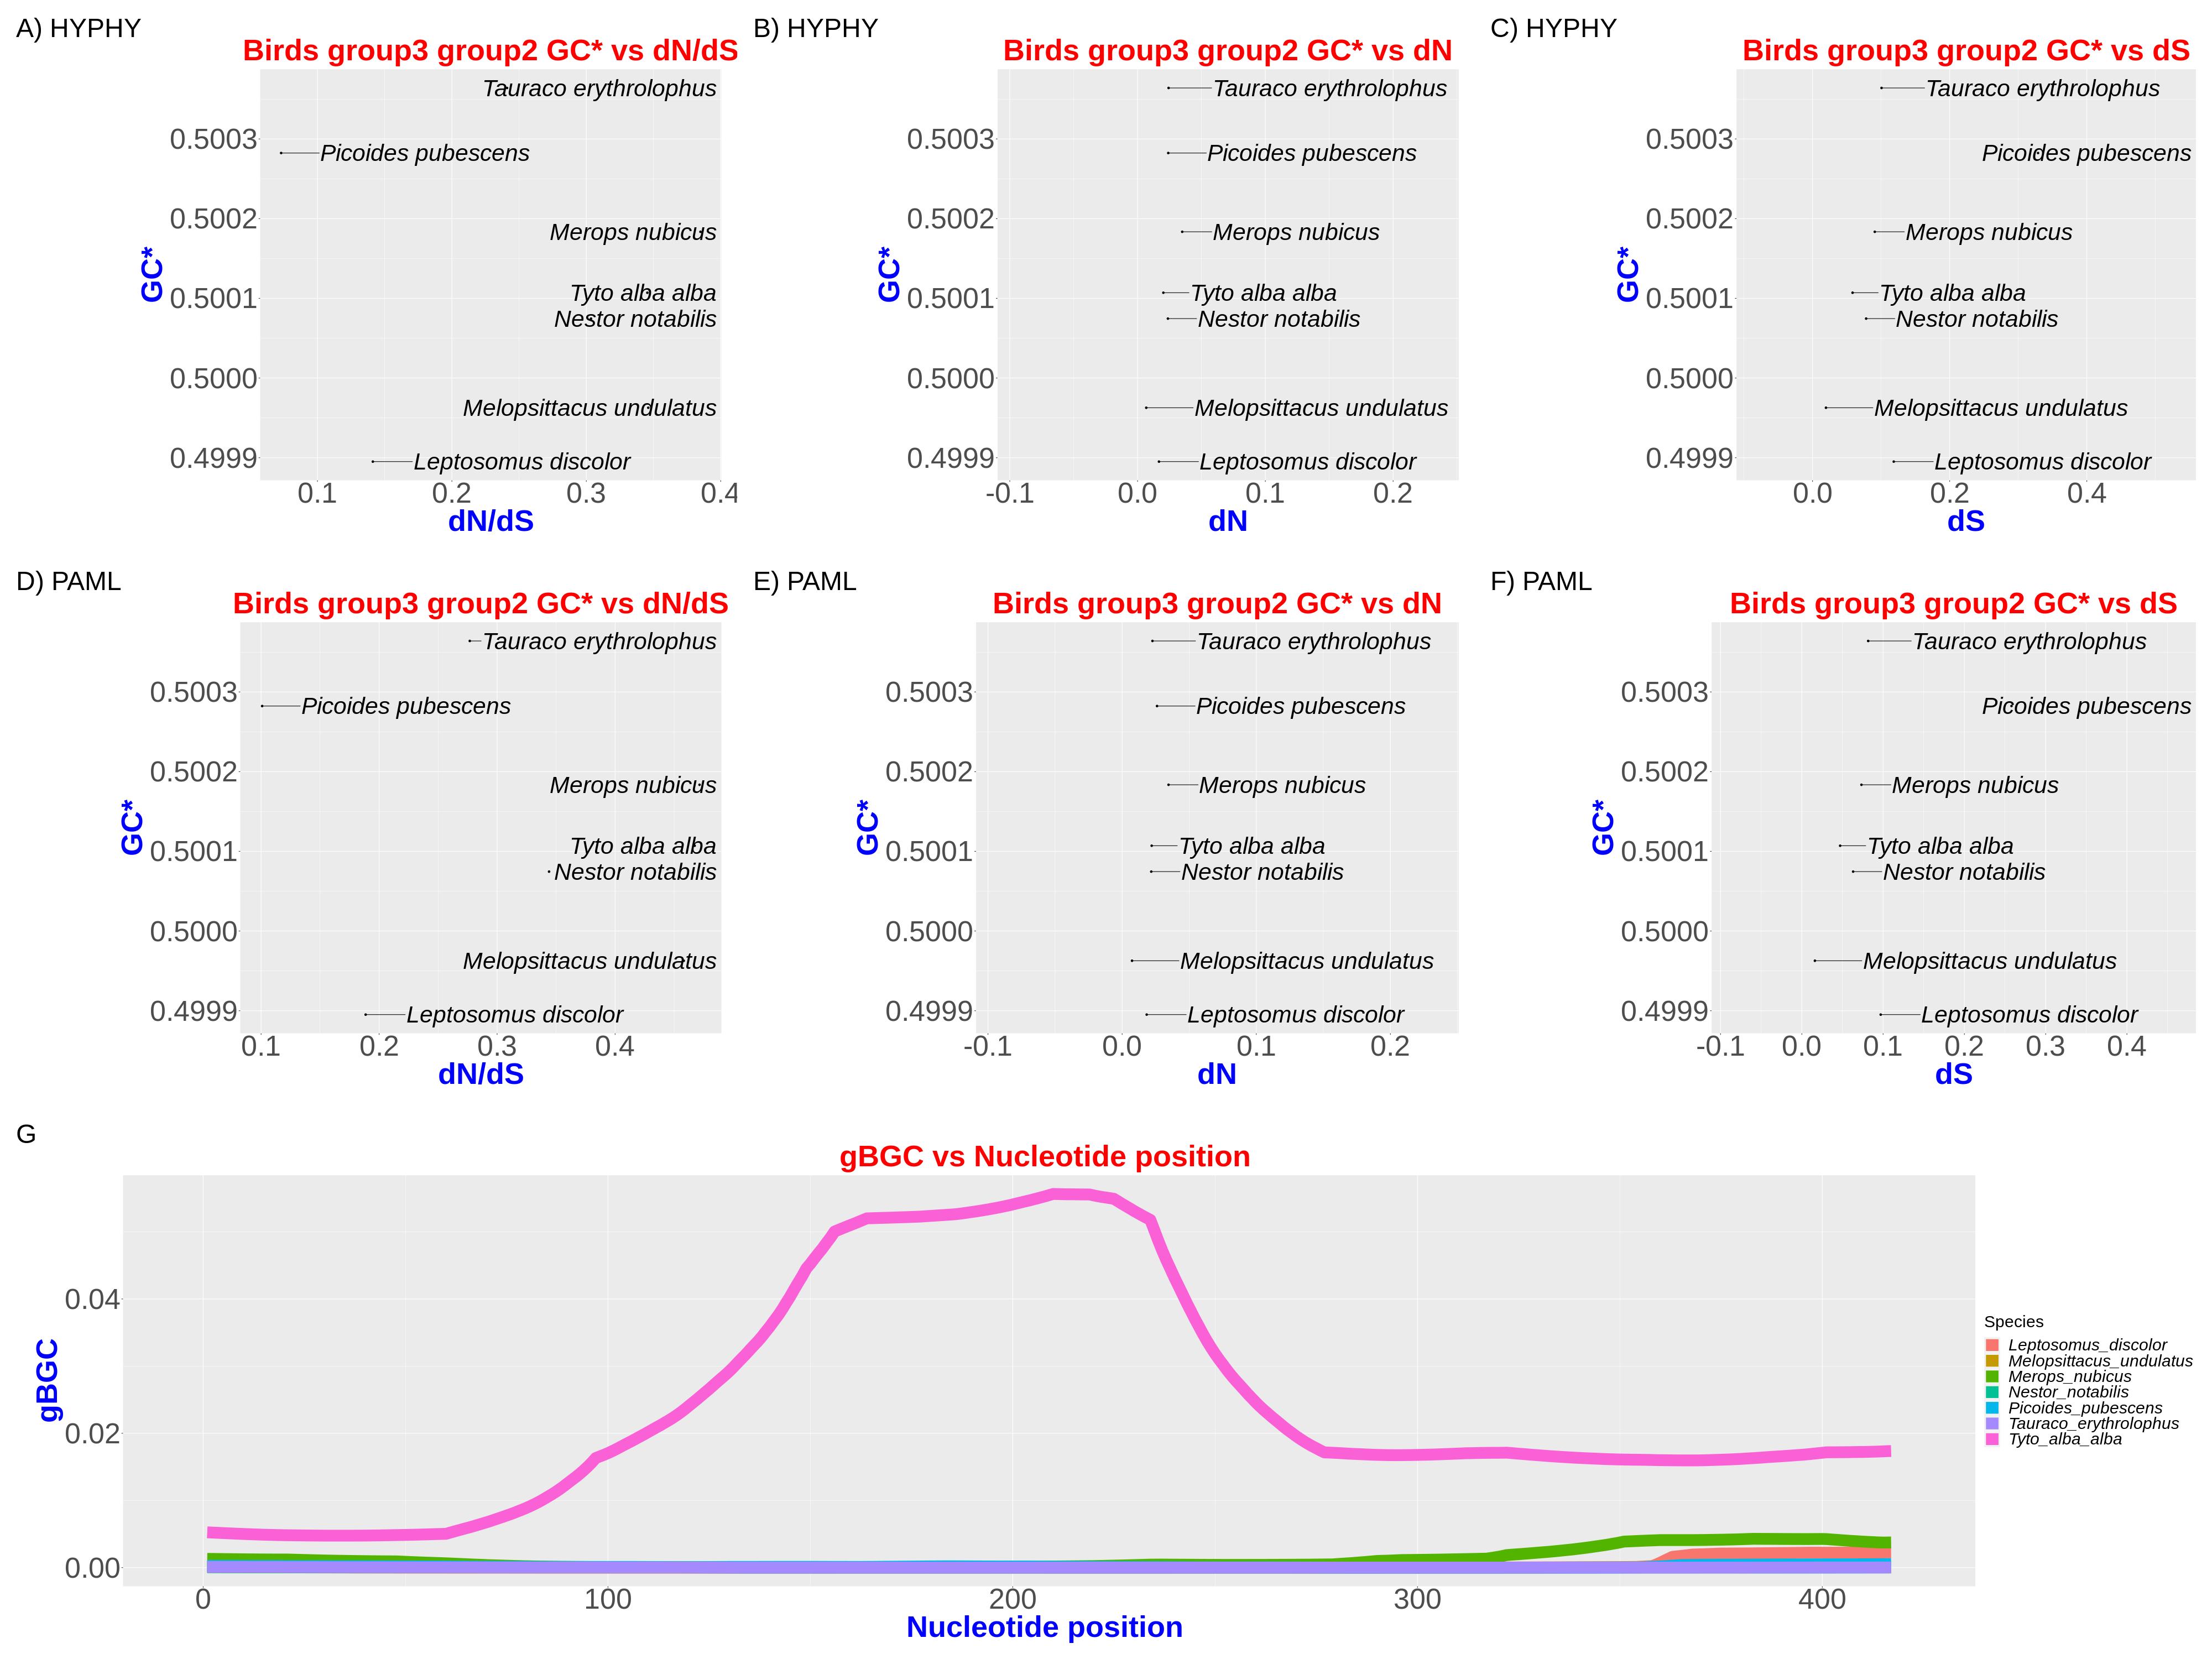 A) HYPHY
Birds group3 group2 GC* vs dN/dS
Tauraco erythrolophus
0.5003
Picoides pubescens
0.5002
Merops nubicus
GC*
Tyto alba alba
0.5001
Nestor notabilis
0.5000
Melopsittacus undulatus
0.4999
Leptosomus discolor
0.1 0.2 0.3 0.4
dN/dS
B) HYPHY
Birds group3 group2 GC* vs dN
Tauraco erythrolophus
0.5003
Picoides pubescens
0.5002
Merops nubicus
GC*
Tyto alba alba
0.5001
Nestor notabilis
0.5000
Melopsittacus undulatus
0.4999
Leptosomus discolor
-0.1 0.0 0.1 0.2
dN
C) HYPHY
Birds group3 group2 GC* vs dS
Tauraco erythrolophus
0.5003
Picoides pubescens
0.5002
Merops nubicus
GC*
Tyto alba alba
0.5001
Nestor notabilis
0.5000
Melopsittacus undulatus
0.4999
Leptosomus discolor
0.0 0.2 0.4
dS
D) PAML
Birds group3 group2 GC* vs dN/dS
Tauraco erythrolophus
0.5003
Picoides pubescens
0.5002
Merops nubicus
GC*
Tyto alba alba
0.5001
Nestor notabilis
0.5000
Melopsittacus undulatus
0.4999
Leptosomus discolor
0.1 0.2 0.3 0.4
dN/dS
E) PAML
Birds group3 group2 GC* vs dN
Tauraco erythrolophus
0.5003
Picoides pubescens
0.5002
Merops nubicus
GC*
Tyto alba alba
0.5001
Nestor notabilis
0.5000
Melopsittacus undulatus
0.4999
Leptosomus discolor
-0.1 0.0 0.1 0.2
dN
F) PAML
Birds group3 group2 GC* vs dS
Tauraco erythrolophus
0.5003
Picoides pubescens
0.5002
Merops nubicus
GC*
Tyto alba alba
0.5001
Nestor notabilis
0.5000
Melopsittacus undulatus
0.4999
Leptosomus discolor
-0.1 0.0 0.1 0.2 0.3 0.4
dS
G
gBGC vs Nucleotide position
0.04
gBGC
0.02
0.00
0 100 200 300 400
Nucleotide position
Species
Leptosomus_discolor
Melopsittacus_undulatus
Merops_nubicus
Nestor_notabilis
Picoides_pubescens
Tauraco_erythrolophus
Tyto_alba_alba